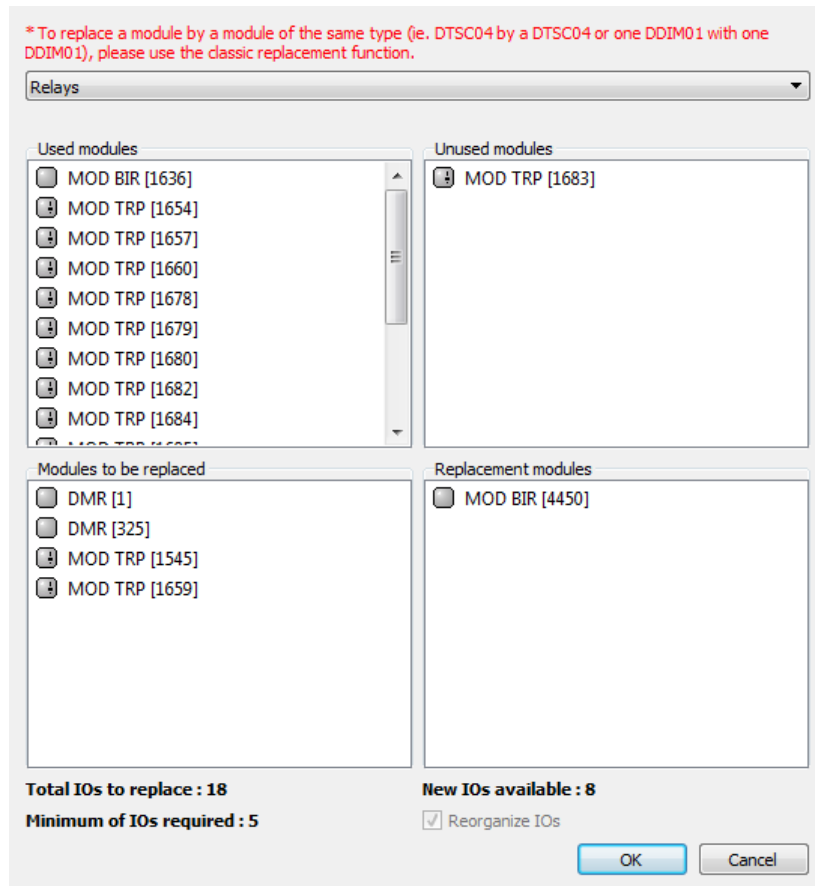 * To replace a module by a module of the same type (ie. DTSC04 by a DTSC04 or one DDIM01 with one
DDIM01), please use the classic replacement function.
Relays
Used modules
MOD BIR [1636]
MOD TRP [1654]
MOD TRP [1657]
MOD TRP [1660]
MOD TRP [1678]
MOD TRP [1679]
MOD TRP [1680]
MOD TRP [1682]
MOD TRP [1684]
Unused modules
MOD TRP [1683]
Modules to be replaced
DMR [1]
DMR [325]
MOD TRP [1545]
MOD TRP [1659]
Replacement modules
MOD BIR [4450]
Total IOs to replace : 18
Minimum of IOs required : 5
New IOs available : 8
Reorganize IOs
OK
Cancel